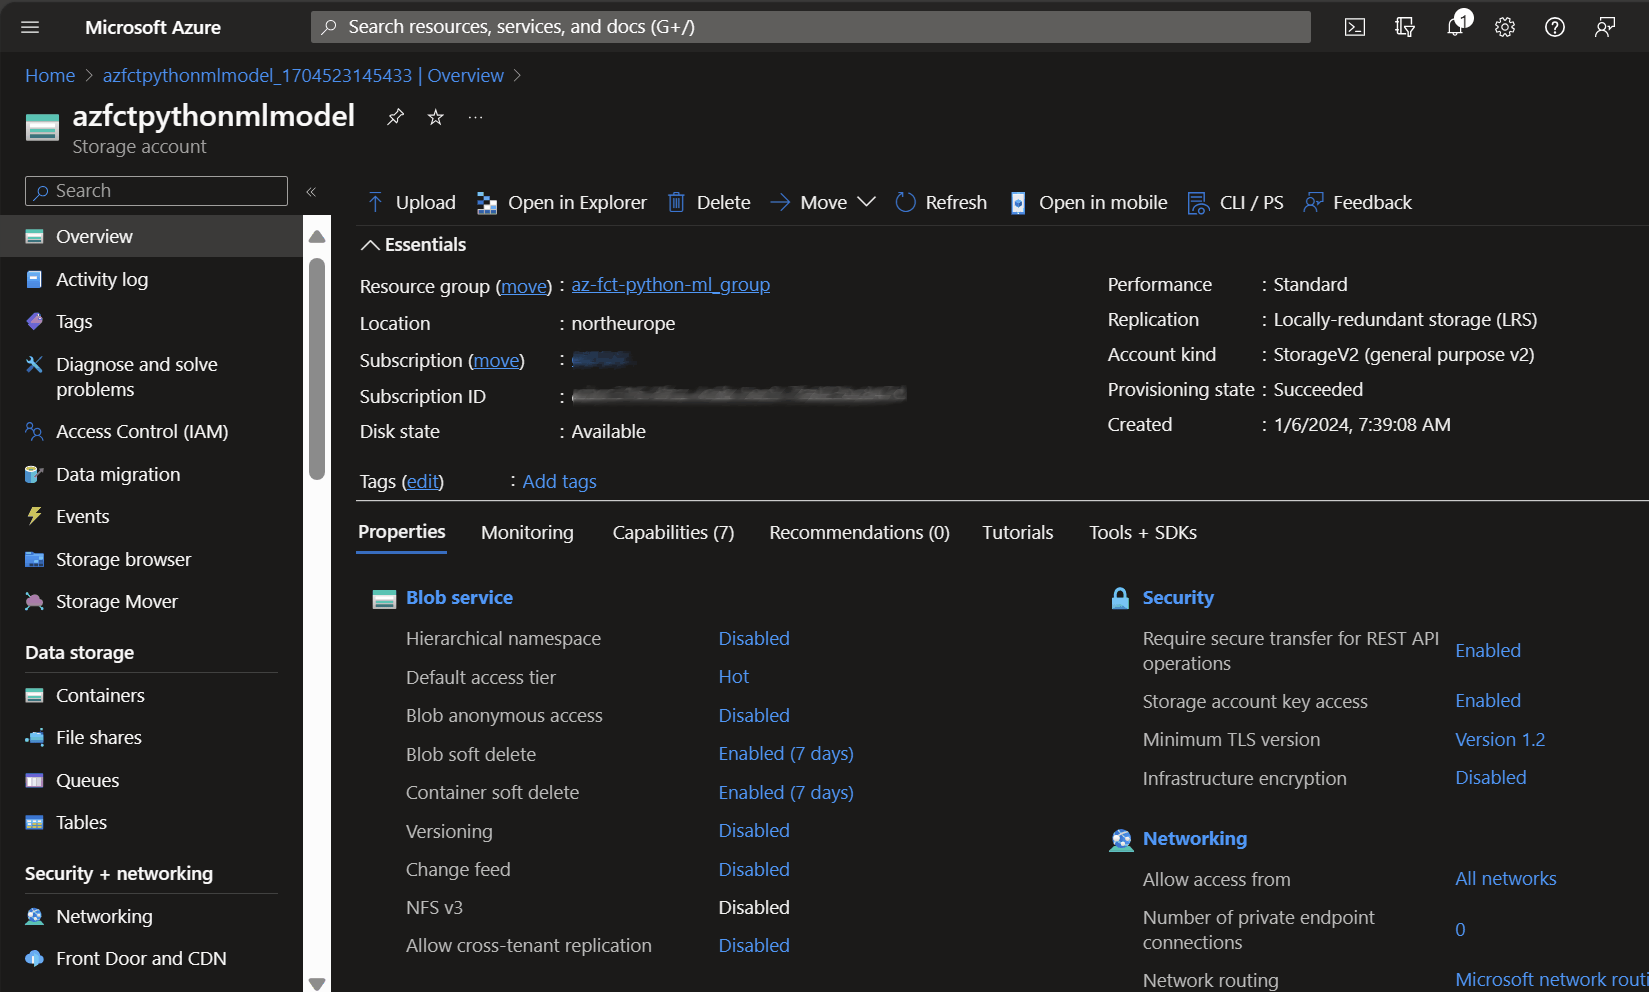 Microsoft Azure
Search resources, services, and docs (G+/)
1
Home > azfctpythonmlmodel_1704523145433 | Overview >
azfctpythonmlmodel
Storage account
Search
Overview
Activity log
Tags
Diagnose and solve
problems
Access Control (IAM)
Data migration
Events
Storage browser
Storage Mover
Data storage
Containers
File shares
Queues
Tables
Security + networking
Networking
Front Door and CDN
Upload Open in Explorer Delete Move Refresh Open in mobile CLI / PS Feedback
Essentials
Resource group (move) : az-fct-python-ml_group
Location : northeurope
Subscription (move) :
Subscription ID :
Disk state : Available
Performance : Standard
Replication : Locally-redundant storage (LRS)
Account kind : StorageV2 (general purpose v2)
Provisioning state : Succeeded
Created : 1/6/2024, 7:39:08 AM
Tags (edit) : Add tags
Properties Monitoring Capabilities (7) Recommendations (0) Tutorials Tools + SDKs
Blob service
Hierarchical namespace Disabled
Default access tier Hot
Blob anonymous access Disabled
Blob soft delete Enabled (7 days)
Container soft delete Enabled (7 days)
Versioning Disabled
Change feed Disabled
NFS v3 Disabled
Allow cross-tenant replication Disabled
Security
Require secure transfer for REST API
operations Enabled
Storage account key access Enabled
Minimum TLS version Version 1.2
Infrastructure encryption Disabled
Networking
Allow access from All networks
Number of private endpoint
connections 0
Network routing Microsoft network routi